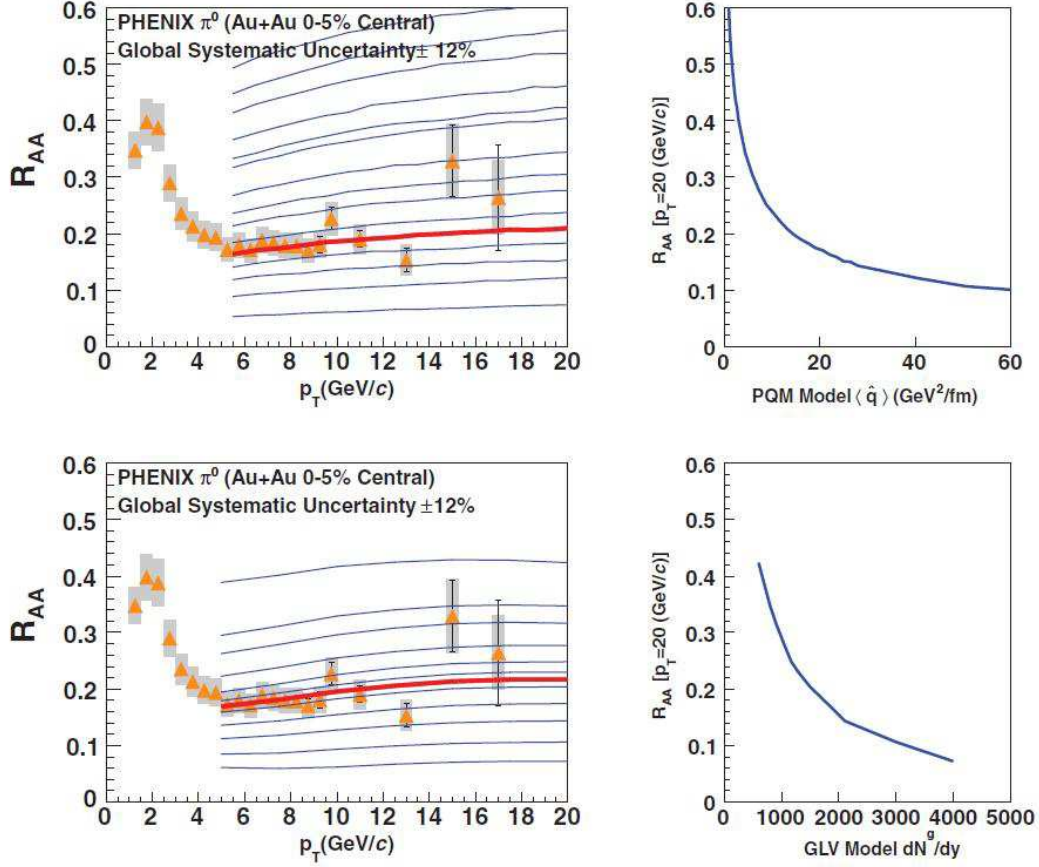 PHENIX π⁰ (Au+Au 0-5% Central)
Global Systematic Uncertainty± 12%
R_AA
0.6
0.5
0.4
0.3
0.2
0.1
0
0 2 4 6 8 10 12 14 16 18 20
p_T(GeV/c)
R_AA [p_T=20 (GeV/c)]
0.6
0.5
0.4
0.3
0.2
0.1
0
0 20 40 60
PQM Model ⟨ q̂ ⟩ (GeV²/fm)
PHENIX π⁰ (Au+Au 0-5% Central)
Global Systematic Uncertainty ±12%
R_AA
0.6
0.5
0.4
0.3
0.2
0.1
0
0 2 4 6 8 10 12 14 16 18 20
p_T(GeV/c)
R_AA [p_T=20 (GeV/c)]
0.6
0.5
0.4
0.3
0.2
0.1
0
0 1000 2000 3000 4000 5000
GLV Model dN^g/dy